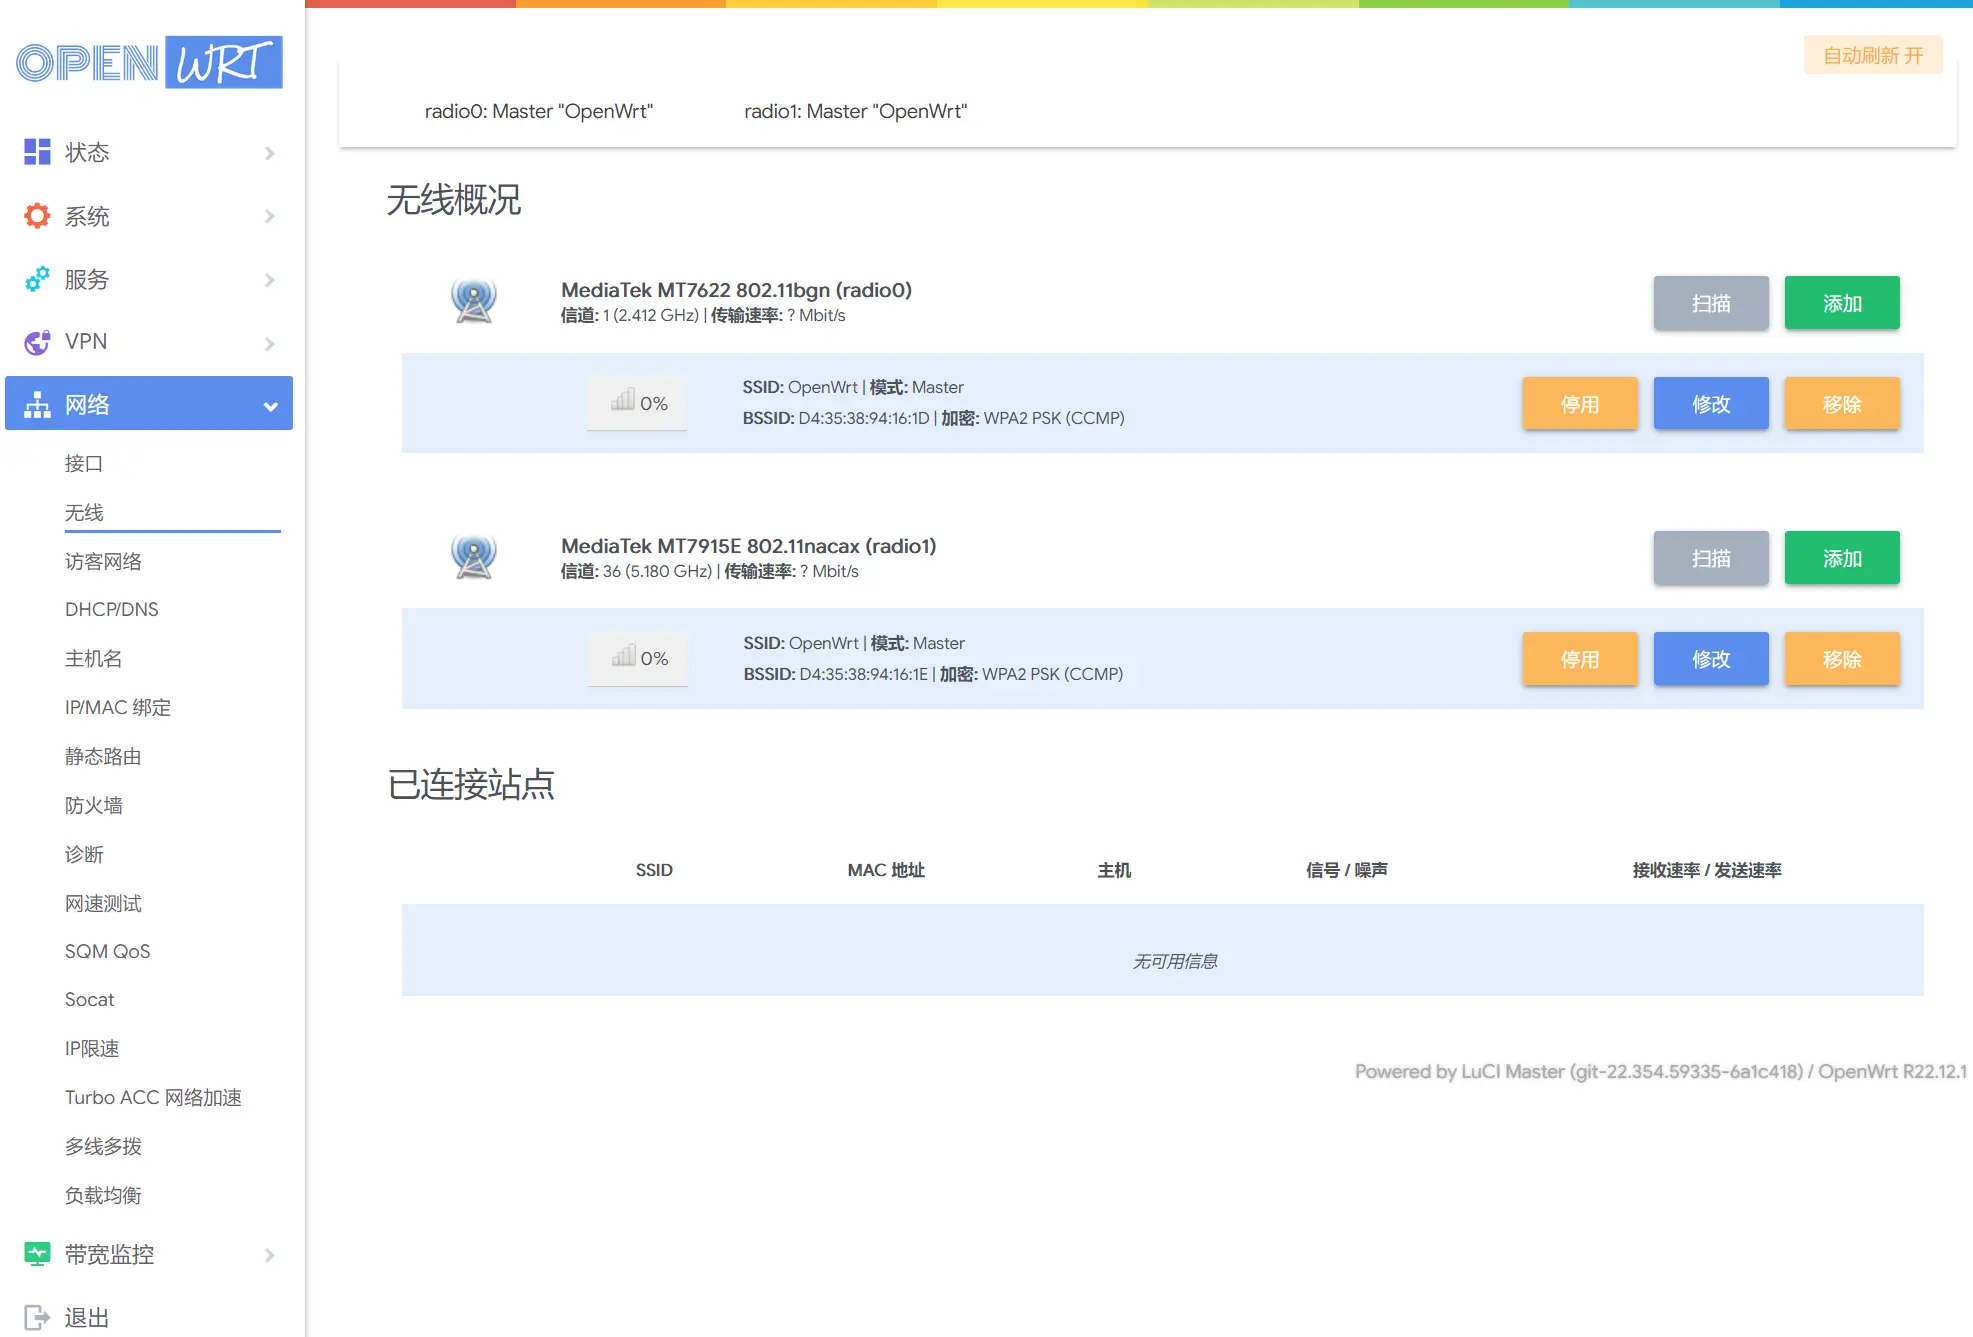 OPENWRT
状态
系统
服务
VPN
网络
接口
无线
访客网络
DHCP/DNS
主机名
IP/MAC 绑定
静态路由
防火墙
诊断
网速测试
SQM QoS
Socat
IP限速
Turbo ACC 网络加速
多线多拨
负载均衡
带宽监控
退出
自动刷新 开
radio0: Master "OpenWrt"
radio1: Master "OpenWrt"
无线概况
MediaTek MT7622 802.11bgn (radio0)
信道: 1 (2.412 GHz) | 传输速率: ? Mbit/s
扫描
添加
0%
SSID: OpenWrt | 模式: Master
BSSID: D4:35:38:94:16:1D | 加密: WPA2 PSK (CCMP)
停用
修改
移除
MediaTek MT7915E 802.11nacax (radio1)
信道: 36 (5.180 GHz) | 传输速率: ? Mbit/s
扫描
添加
0%
SSID: OpenWrt | 模式: Master
BSSID: D4:35:38:94:16:1E | 加密: WPA2 PSK (CCMP)
停用
修改
移除
已连接站点
SSID MAC 地址 主机 信号 / 噪声 接收速率 / 发送速率
无可用信息
Powered by LuCI Master (git-22.354.59335-6a1c418) / OpenWrt R22.12.1